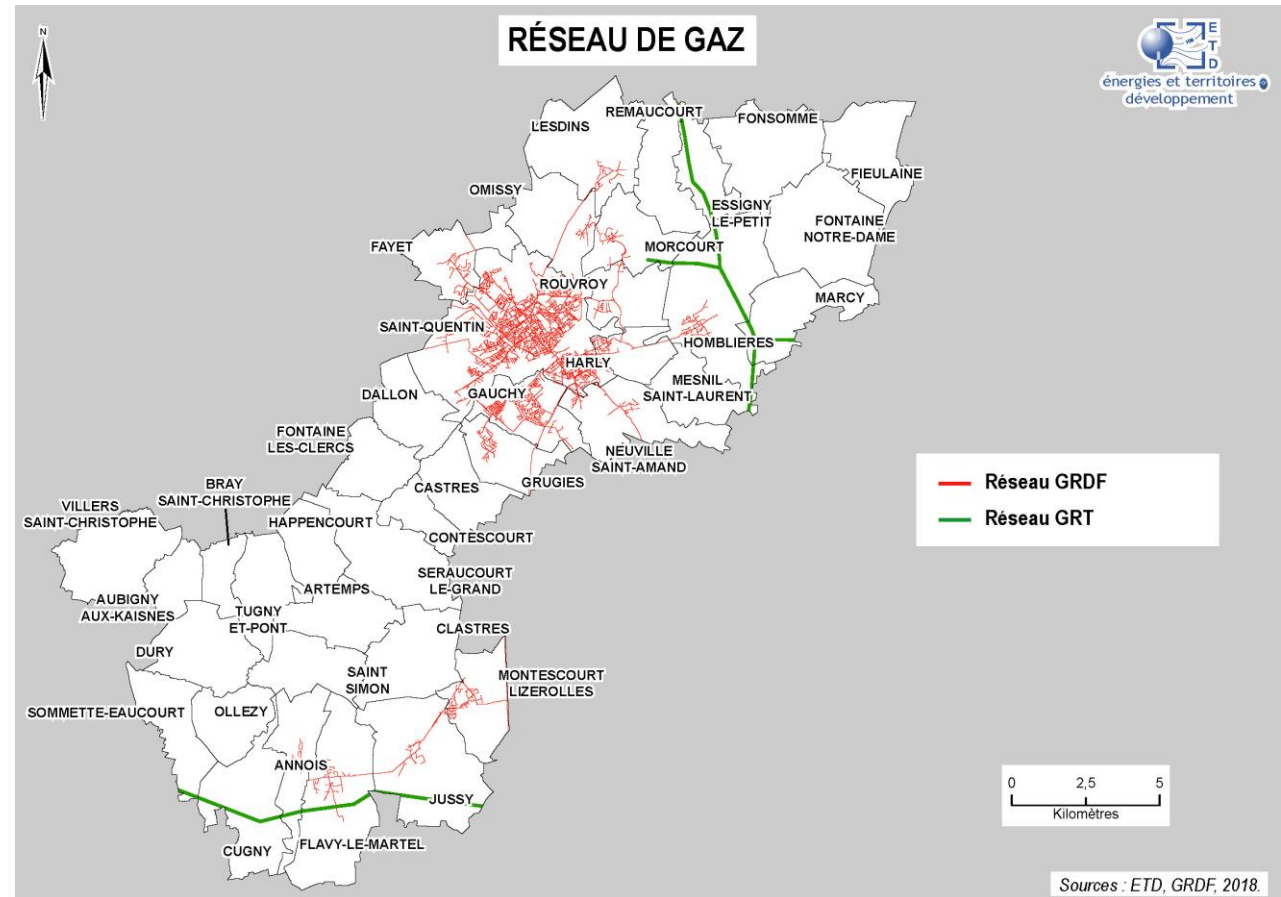 RÉSEAU DE GAZ
N
E
T
D
énergies et territoires
développement
REMAUCOURT
LESDINS
FONSOMME
FIEULAINE
OMISSY
ESSIGNY
LE-PETIT
FONTAINE
NOTRE-DAME
FAYET
MORCOURT
ROUVROY
MARCY
SAINT-QUENTIN
HOMBLIERES
HARLY
MESNIL
SAINT-LAURENT
DALLON
GAUCHY
FONTAINE
LES-CLERCS
NEUVILLE
SAINT-AMAND
BRAY
SAINT-CHRISTOPHE
CASTRES
GRUGIES
VILLERS
SAINT-CHRISTOPHE
HAPPENCOURT
CONTESCOURT
SERAUCOURT
LE-GRAND
ARTEMPS
AUBIGNY
AUX-KAISNES
TUGNY
ET-PONT
CLASTRES
DURY
SAINT
SIMON
MONTESCOURT
LIZEROLLES
SOMMETTE-EAUCOURT
OLLEZY
ANNOIS
JUSSY
CUGNY
FLAVY-LE-MARTEL
Réseau GRDF
Réseau GRT
0 2,5 5
Kilomètres
Sources : ETD, GRDF, 2018.